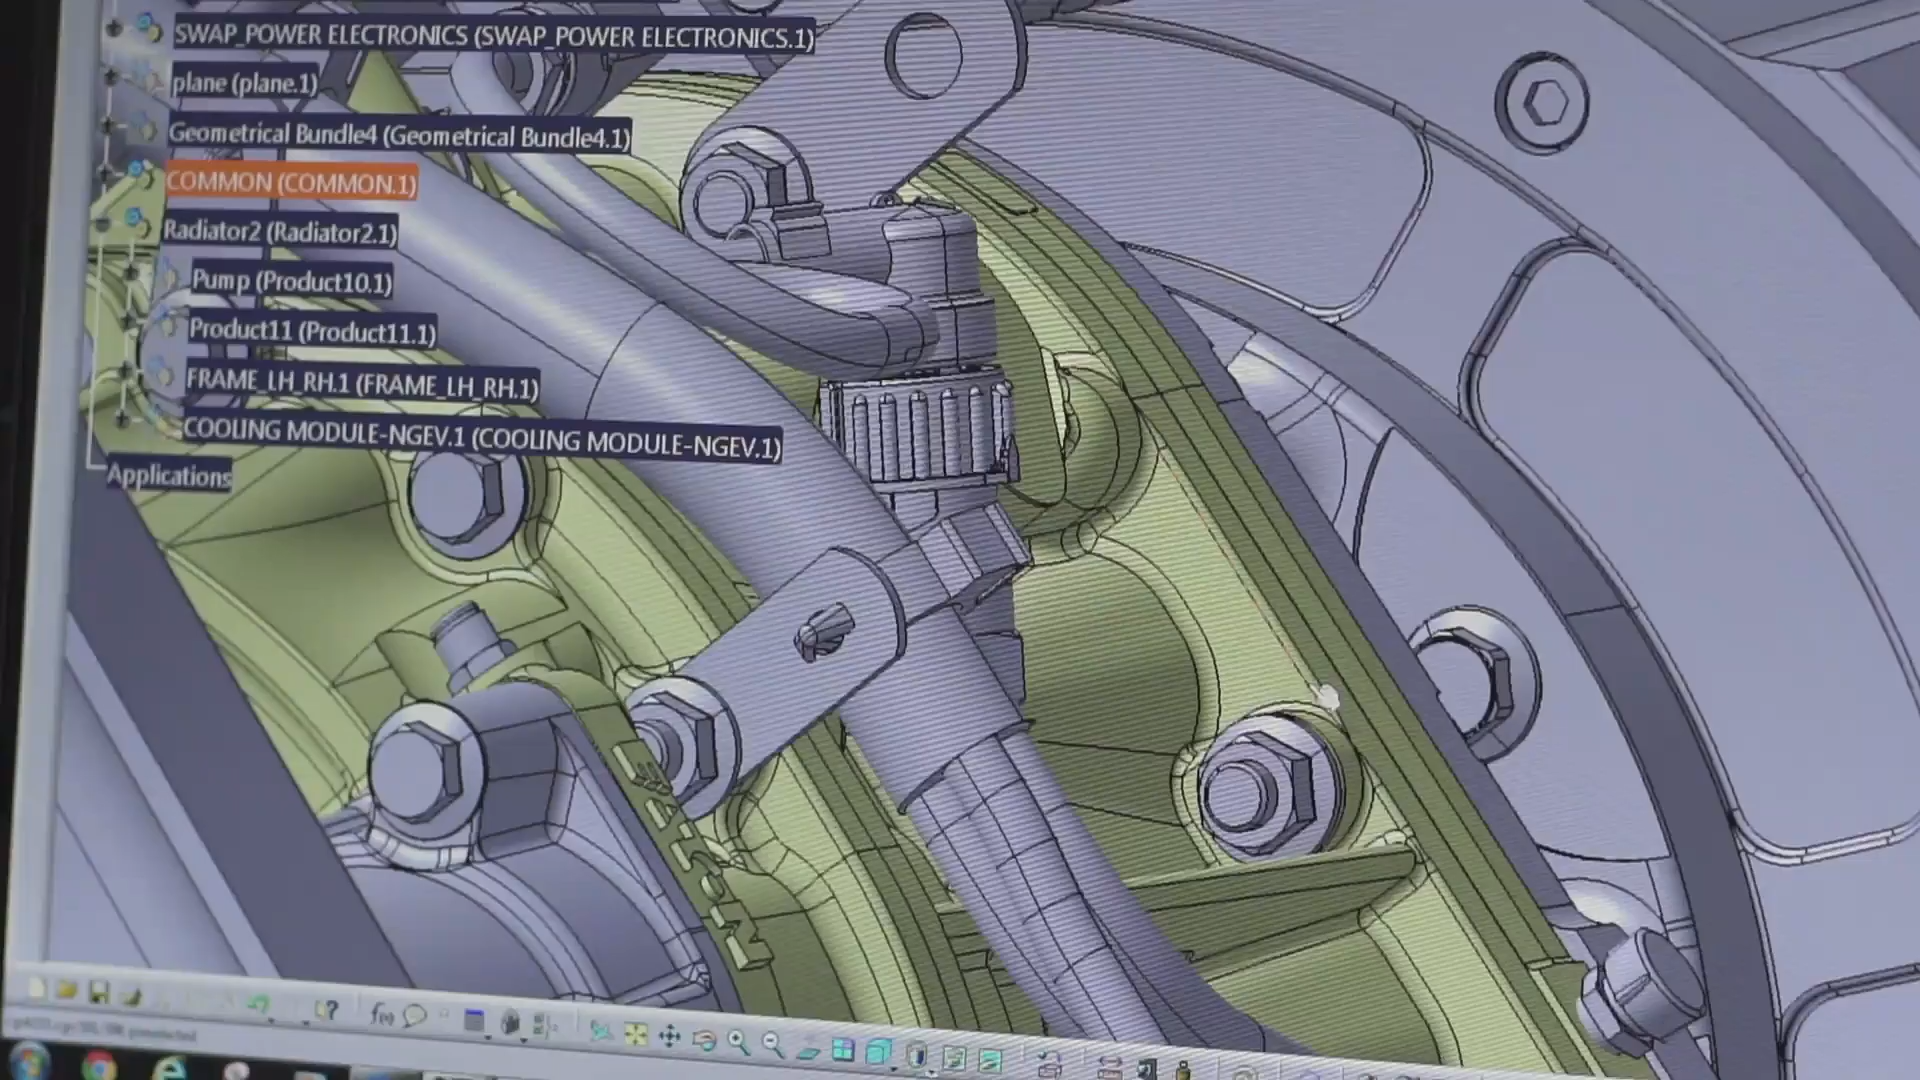 SWAP_POWER ELECTRONICS (SWAP_POWER ELECTRONICS.1)
plane (plane.1)
Geometrical Bundle4 (Geometrical Bundle4.1)
COMMON (COMMON.1)
Radiator2 (Radiator2.1)
Pump (Product10.1)
Product11 (Product11.1)
FRAME_LH_RH.1 (FRAME_LH_RH.1)
COOLING MODULE-NGEV.1 (COOLING MODULE-NGEV.1)
Applications